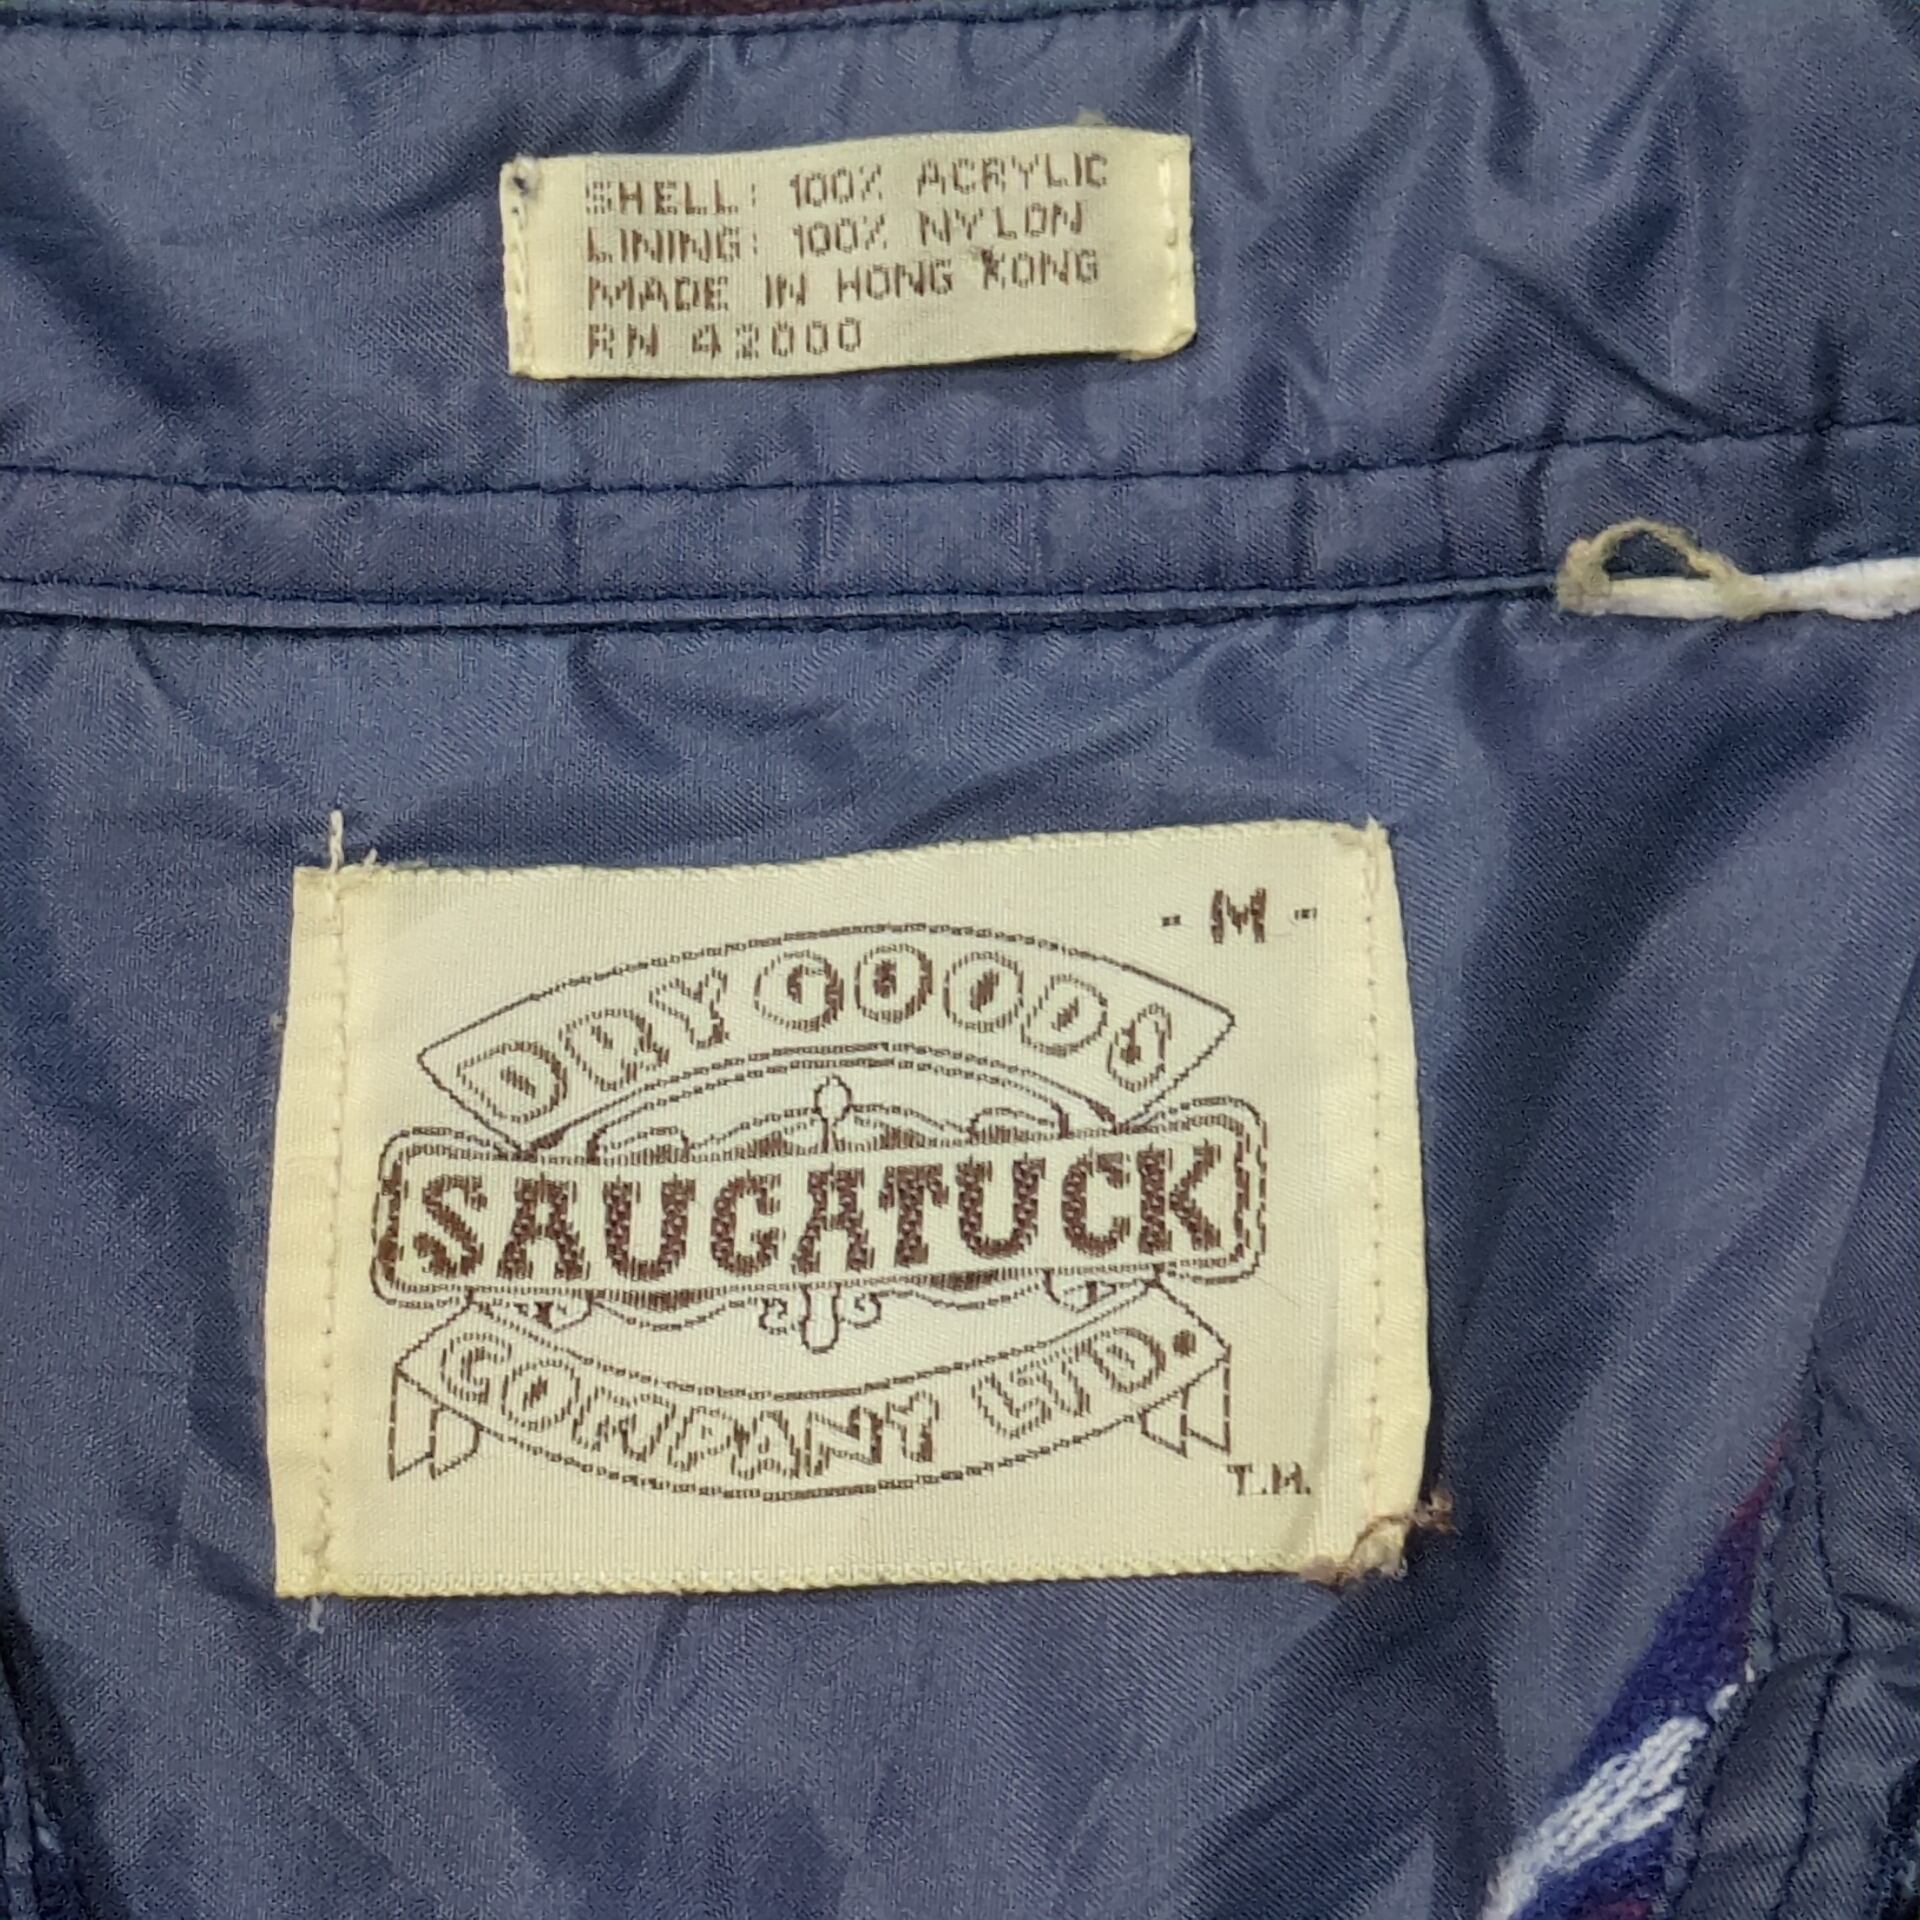 SHELL: 100% ACRYLIC
LINING: 100% NYLON
MADE IN HONG KONG
RN 42000
- M -
DRY GOODS
SAUGATUCK
COMPANY LTD.
T.M.